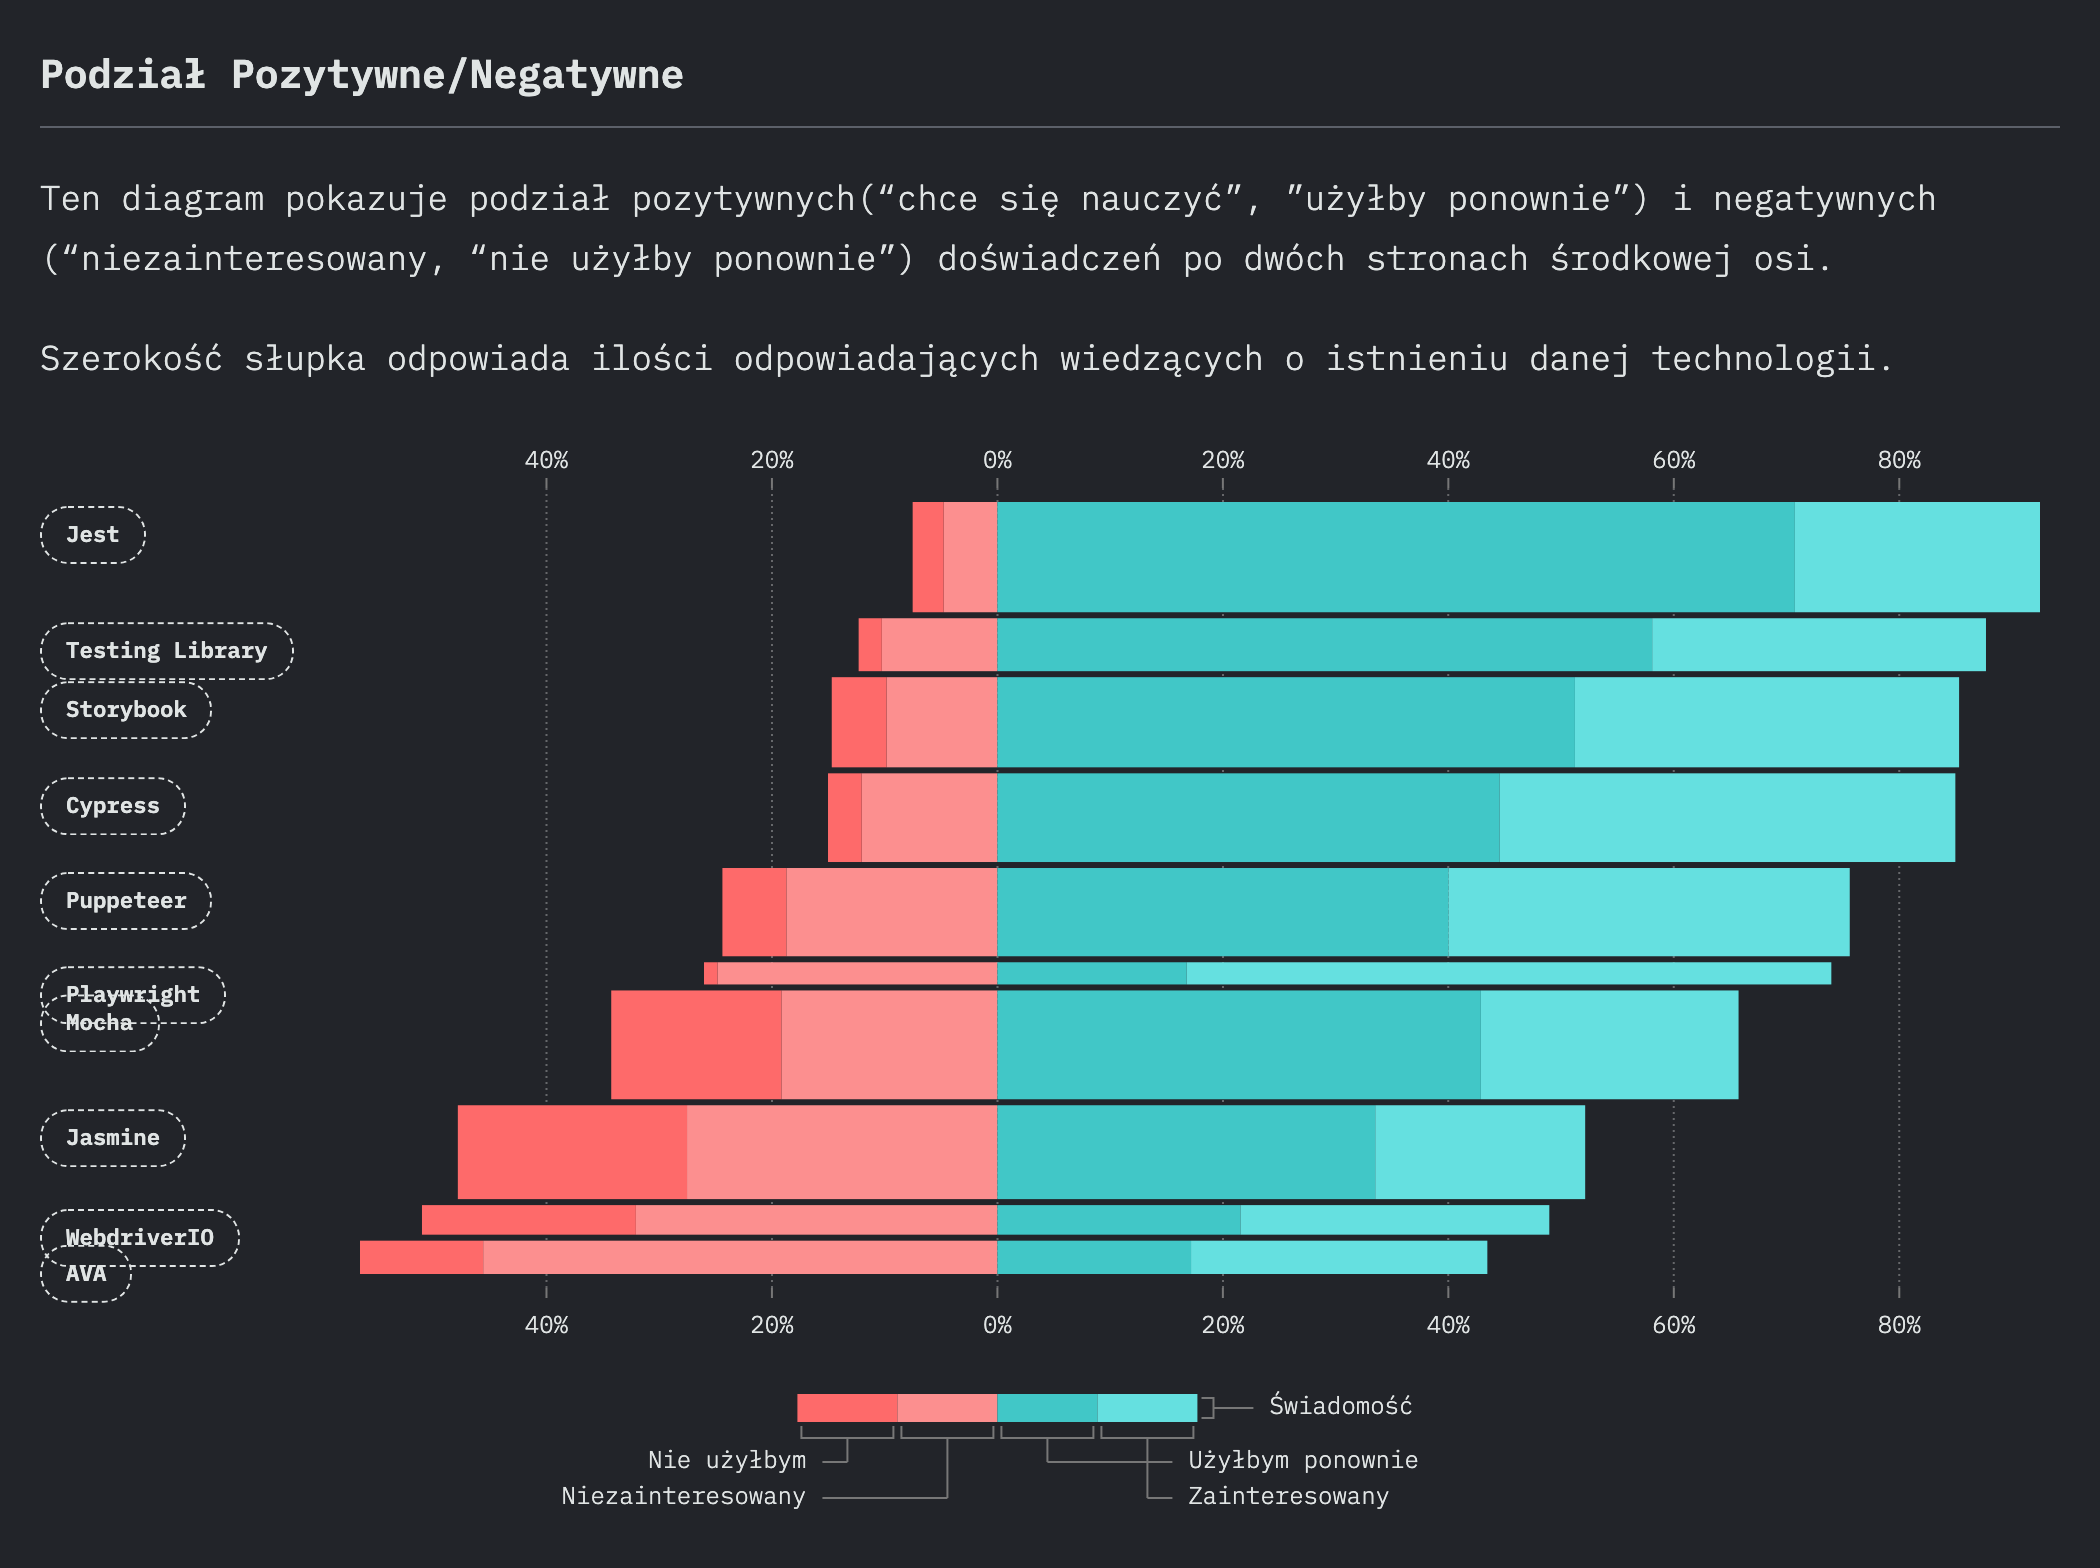 Podział Pozytywne/Negatywne
Ten diagram pokazuje podział pozytywnych(“chce się nauczyć”, ”użyłby ponownie”) i negatywnych
(“niezainteresowany, “nie użyłby ponownie”) doświadczeń po dwóch stronach środkowej osi.
Szerokość słupka odpowiada ilości odpowiadających wiedzących o istnieniu danej technologii.
40% 20% 0% 20% 40% 60% 80%
Jest
Testing Library
Storybook
Cypress
Puppeteer
Playwright
Mocha
Jasmine
WebdriverIO
AVA
40% 20% 0% 20% 40% 60% 80%
Świadomość
Nie użyłbym Użyłbym ponownie
Niezainteresowany Zainteresowany